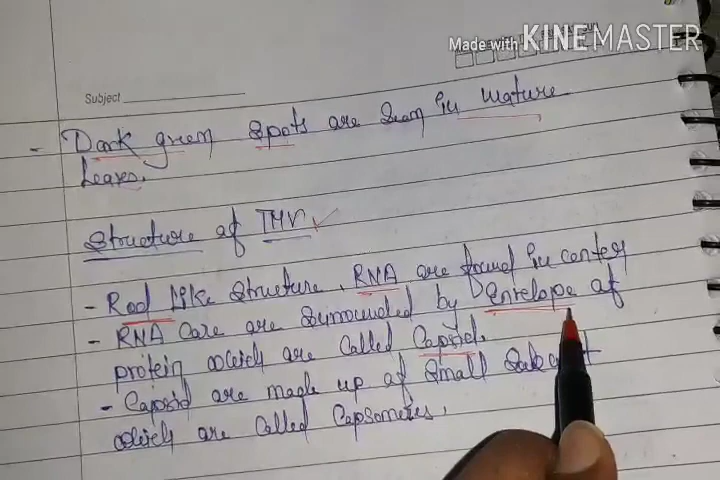 Made with KINEMASTER
Subject
- Dark green spots are seen in mature
Leaves.
Structure of TMV
- Rod Like structure, RNA are found in center
- RNA Core are surrounded by envelope of
protein which are called Capsid.
- Capsid are made up of small Subunit
which are called Capsomeres.